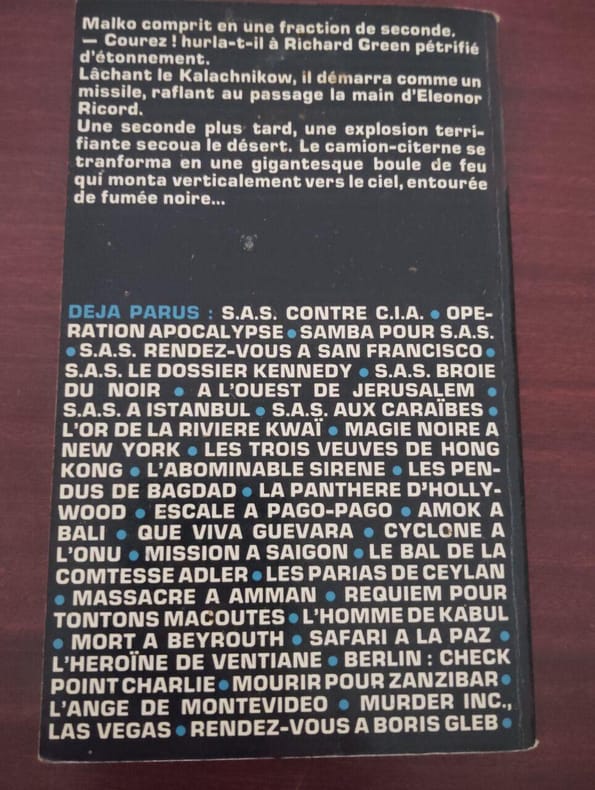 Malko comprit en une fraction de seconde.
— Courez ! hurla-t-il à Richard Green pétrifié
d'étonnement.
Lâchant le Kalachnikow, il démarra comme un
missile, raflant au passage la main d'Eleonor
Ricord.
Une seconde plus tard, une explosion terri-
fiante secoua le désert. Le camion-citerne se
tranforma en une gigantesque boule de feu
qui monta verticalement vers le ciel, entourée
de fumée noire...
DEJA PARUS : S.A.S. CONTRE C.I.A. • OPE-
RATION APOCALYPSE • SAMBA POUR S.A.S.
• S.A.S. RENDEZ-VOUS A SAN FRANCISCO •
S.A.S. LE DOSSIER KENNEDY • S.A.S. BROIE
DU NOIR • A L'OUEST DE JERUSALEM •
S.A.S. A ISTANBUL • S.A.S. AUX CARAÏBES •
L'OR DE LA RIVIERE KWAÏ • MAGIE NOIRE A
NEW YORK • LES TROIS VEUVES DE HONG
KONG • L'ABOMINABLE SIRENE • LES PEN-
DUS DE BAGDAD • LA PANTHERE D'HOLLY-
WOOD • ESCALE A PAGO-PAGO • AMOK A
BALI • QUE VIVA GUEVARA • CYCLONE A
L'ONU • MISSION A SAIGON • LE BAL DE LA
COMTESSE ADLER • LES PARIAS DE CEYLAN
• MASSACRE A AMMAN • REQUIEM POUR
TONTONS MACOUTES • L'HOMME DE KABUL
• MORT A BEYROUTH • SAFARI A LA PAZ •
L'HEROÏNE DE VENTIANE • BERLIN : CHECK
POINT CHARLIE • MOURIR POUR ZANZIBAR •
L'ANGE DE MONTEVIDEO • MURDER INC.,
LAS VEGAS • RENDEZ-VOUS A BORIS GLEB •